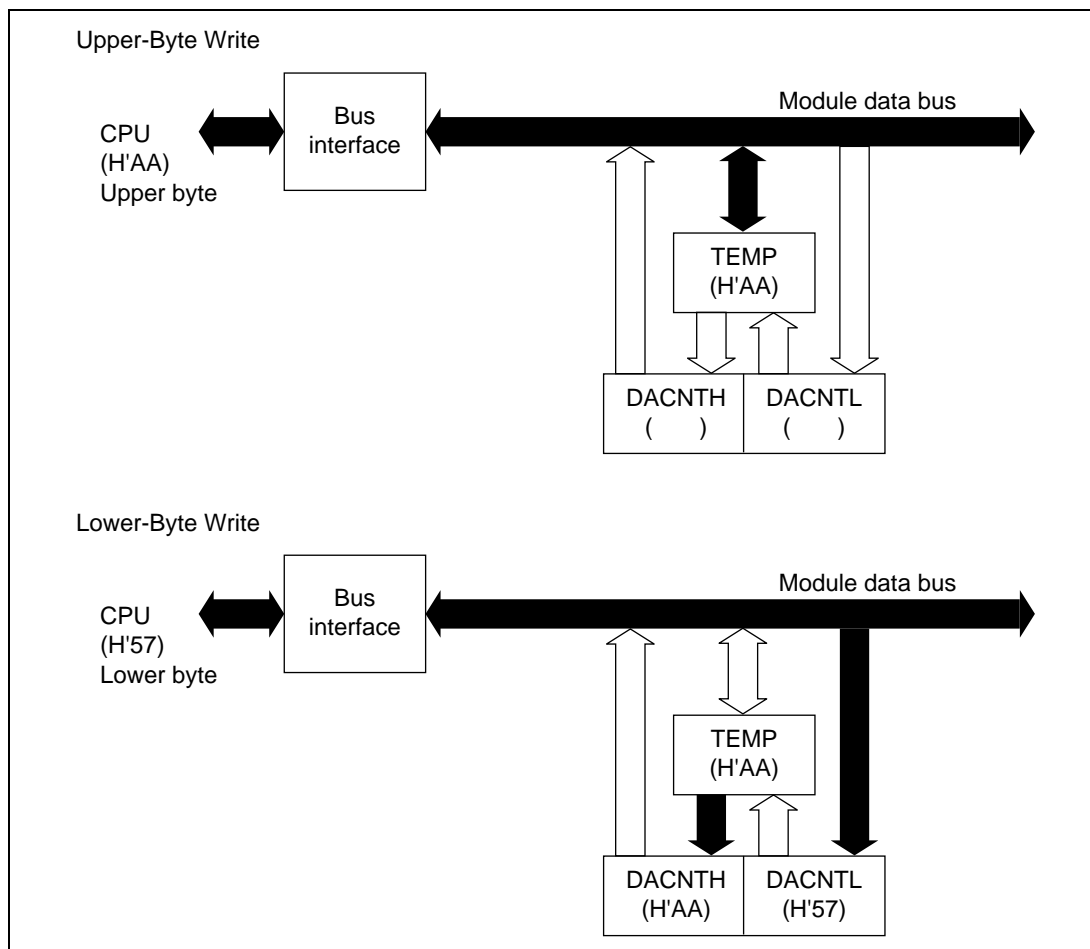 Upper-Byte Write
CPU
(H'AA)
Upper byte
Bus
interface
Module data bus
TEMP
(H'AA)
DACNTH
( )
DACNTL
( )
Lower-Byte Write
CPU
(H'57)
Lower byte
Bus
interface
Module data bus
TEMP
(H'AA)
DACNTH
(H'AA)
DACNTL
(H'57)